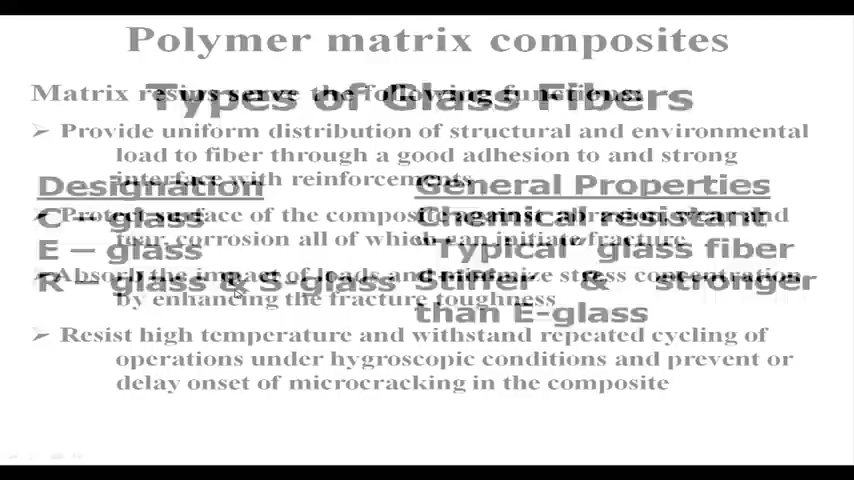 Polymer matrix composites
Matrix resins serve the following functions:
Types of Glass Fibers
➢ Provide uniform distribution of structural and environmental
load to fiber through a good adhesion to and strong
interface with reinforcements
Designation General Properties
➢ Protect surface of the composite against abrasion, wear and
C – glass Chemical resistant
tear, corrosion all of which can initiate fracture
E – glass "Typical" glass fiber
➢ Absorb the impact of loads and minimize stress concentration
R – glass & S-glass Stiffer & stronger
by enhancing the fracture toughness
than E-glass
➢ Resist high temperature and withstand repeated cycling of
operations under hygroscopic conditions and prevent or
delay onset of microcracking in the composite